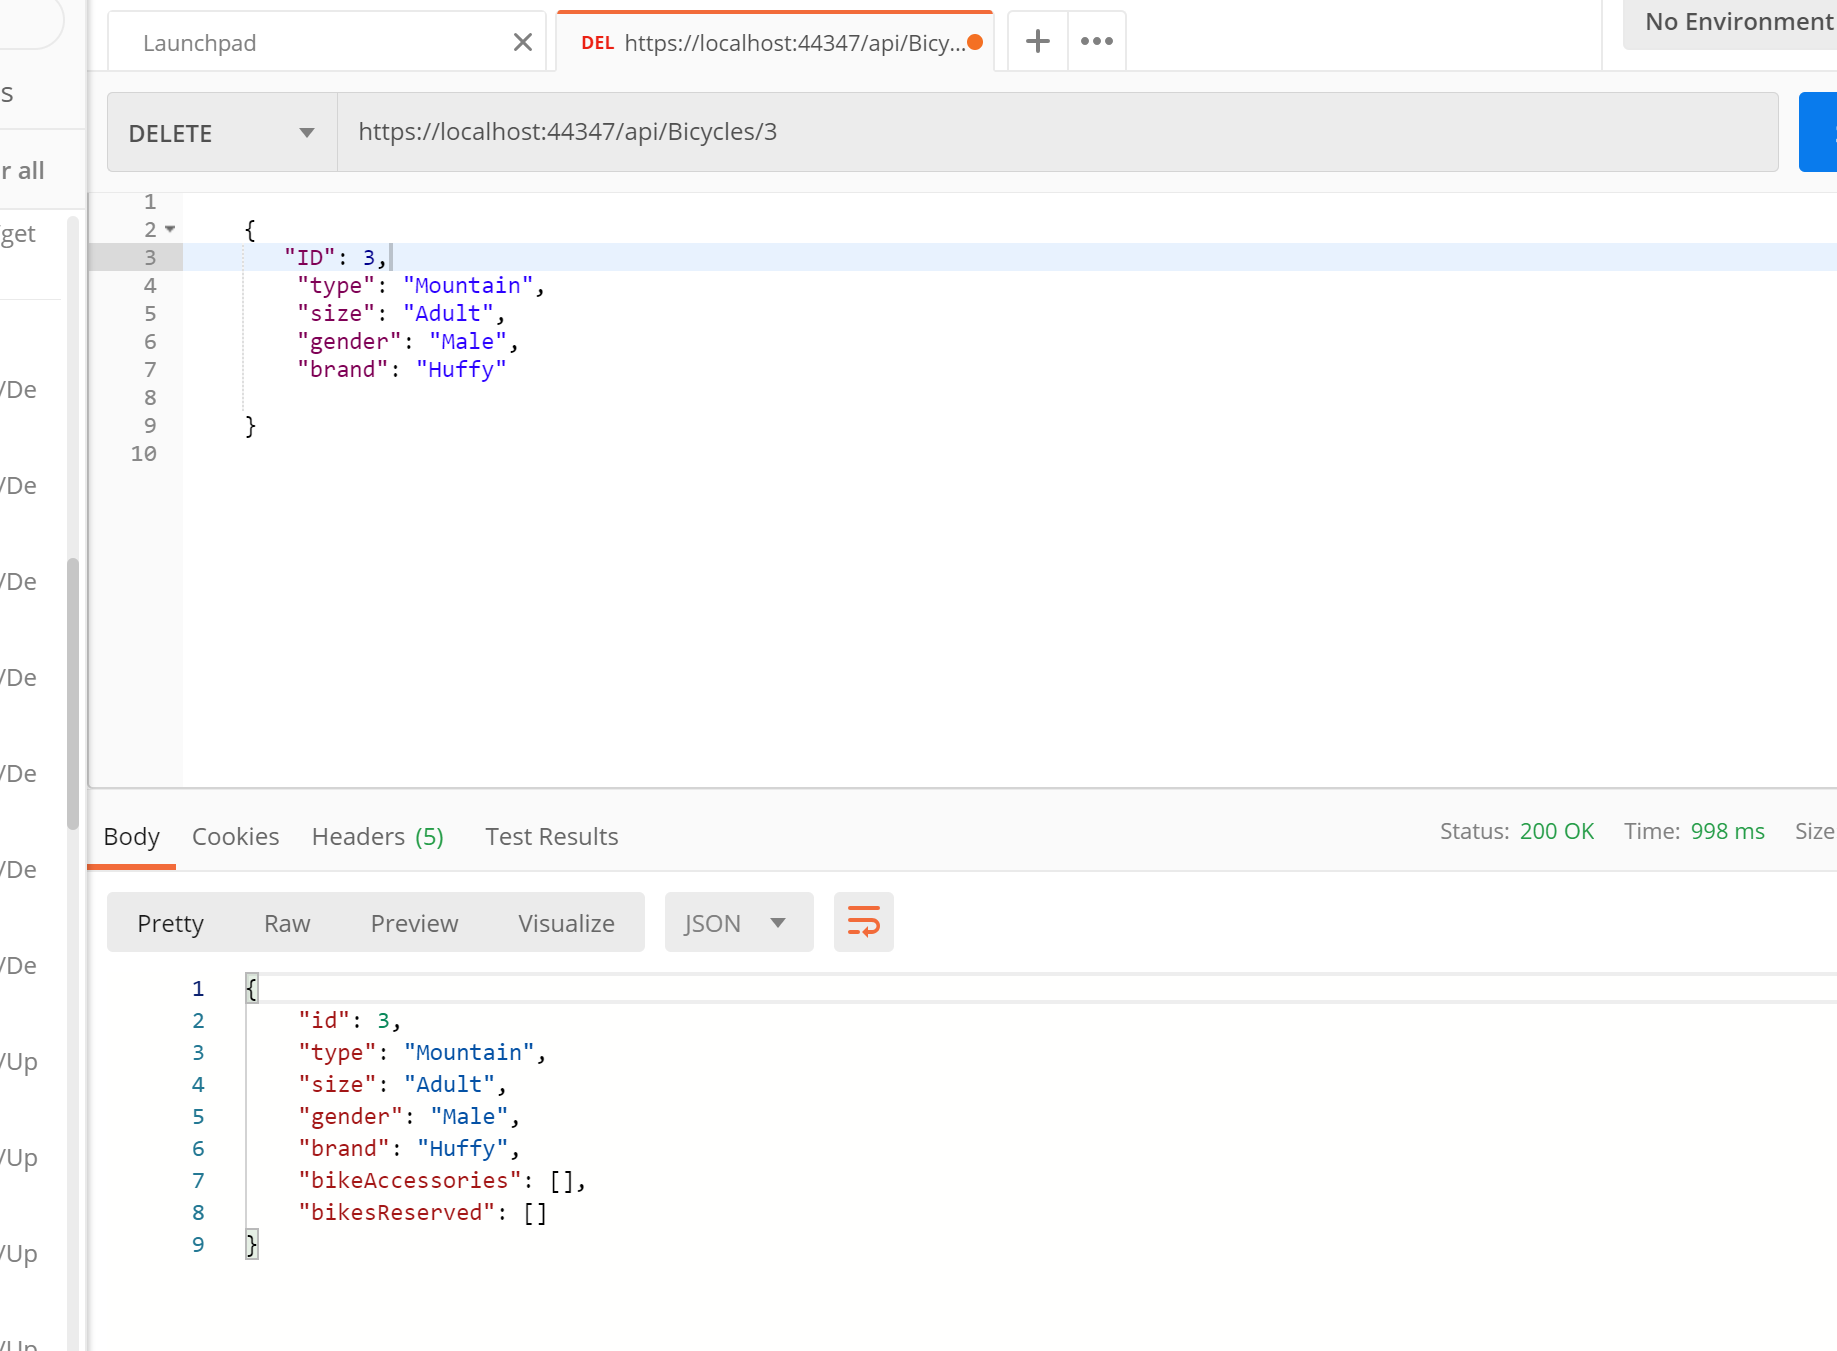 Launchpad
DEL https://localhost:44347/api/Bicy...
No Environment
s
r all
get
/De
/De
/De
/De
/De
/De
/De
/Up
/Up
/Up
/Up
DELETE
https://localhost:44347/api/Bicycles/3
1
2 {
3 "ID": 3,
4 "type": "Mountain",
5 "size": "Adult",
6 "gender": "Male",
7 "brand": "Huffy"
8
9 }
10
Body Cookies Headers (5) Test Results
Status: 200 OK Time: 998 ms Size
Pretty Raw Preview Visualize JSON
1 {
2 "id": 3,
3 "type": "Mountain",
4 "size": "Adult",
5 "gender": "Male",
6 "brand": "Huffy",
7 "bikeAccessories": [],
8 "bikesReserved": []
9 }